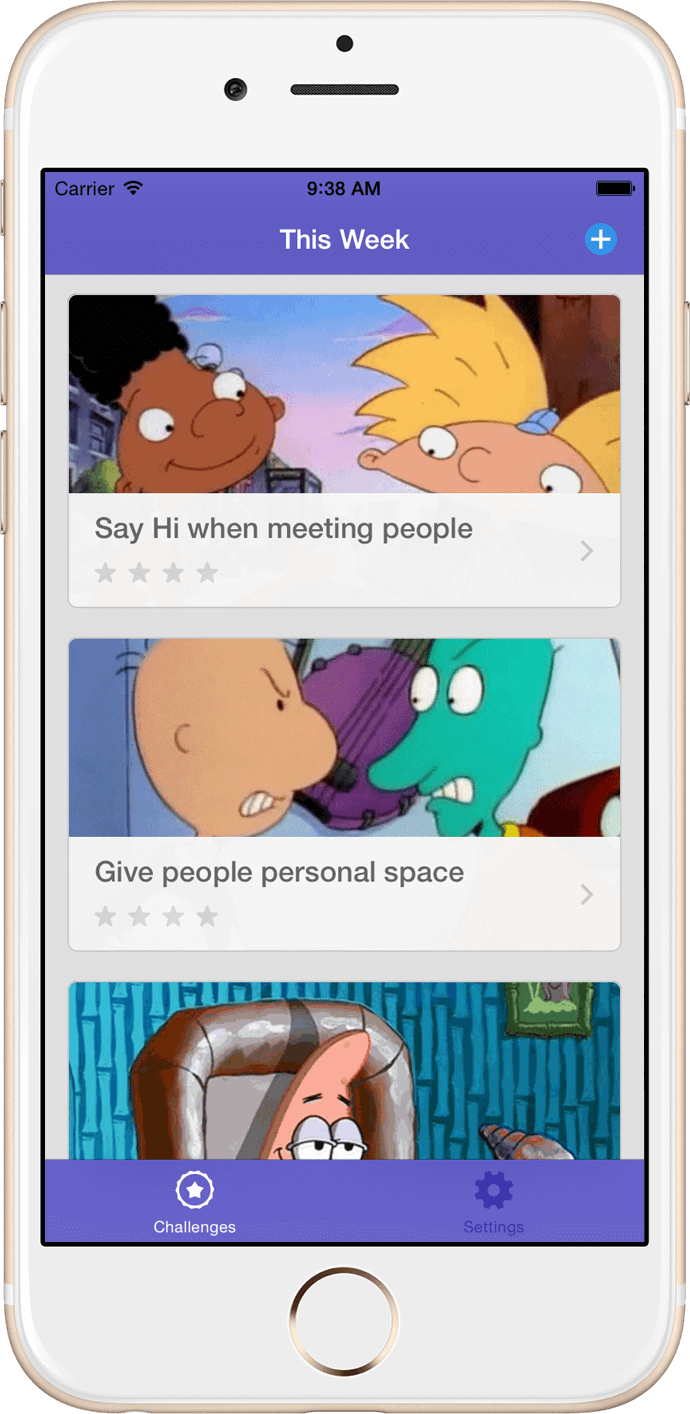 Carrier 9:38 AM
This Week
Say Hi when meeting people
Give people personal space
Challenges Settings